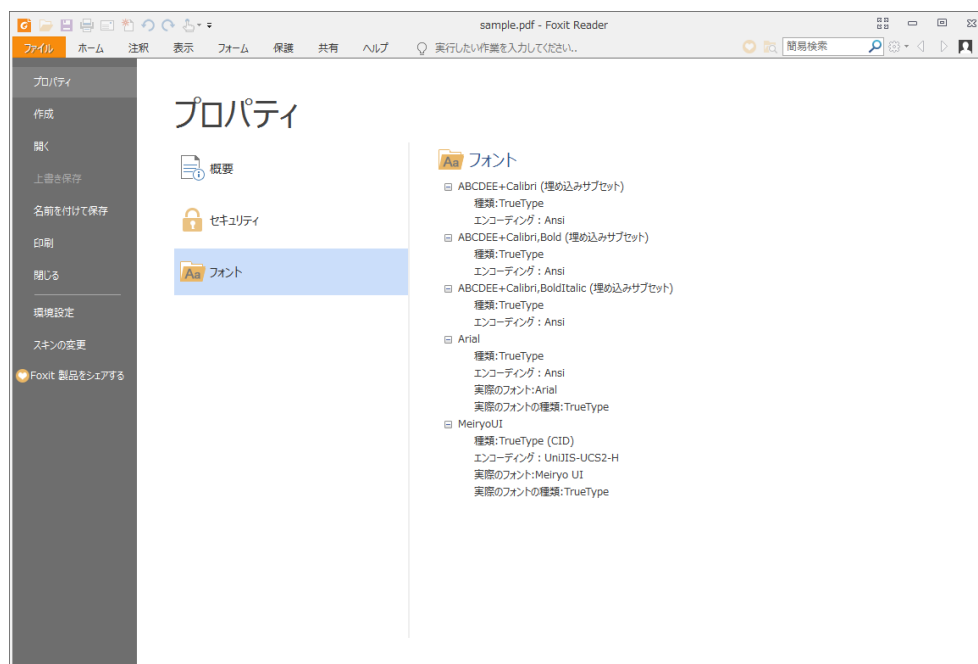 sample.pdf - Foxit Reader
ファイル ホーム 注釈 表示 フォーム 保護 共有 ヘルプ 実行したい作業を入力してください.. 簡易検索
プロパティ
作成
開く
上書き保存
名前を付けて保存
印刷
閉じる
環境設定
スキンの変更
Foxit 製品をシェアする
プロパティ
概要
セキュリティ
Aa フォント
Aa フォント
ABCDEE+Calibri (埋め込みサブセット)
種類:TrueType
エンコーディング : Ansi
ABCDEE+Calibri,Bold (埋め込みサブセット)
種類:TrueType
エンコーディング : Ansi
ABCDEE+Calibri,BoldItalic (埋め込みサブセット)
種類:TrueType
エンコーディング : Ansi
Arial
種類:TrueType
エンコーディング : Ansi
実際のフォント:Arial
実際のフォントの種類:TrueType
MeiryoUI
種類:TrueType (CID)
エンコーディング : UniJIS-UCS2-H
実際のフォント:Meiryo UI
実際のフォントの種類:TrueType